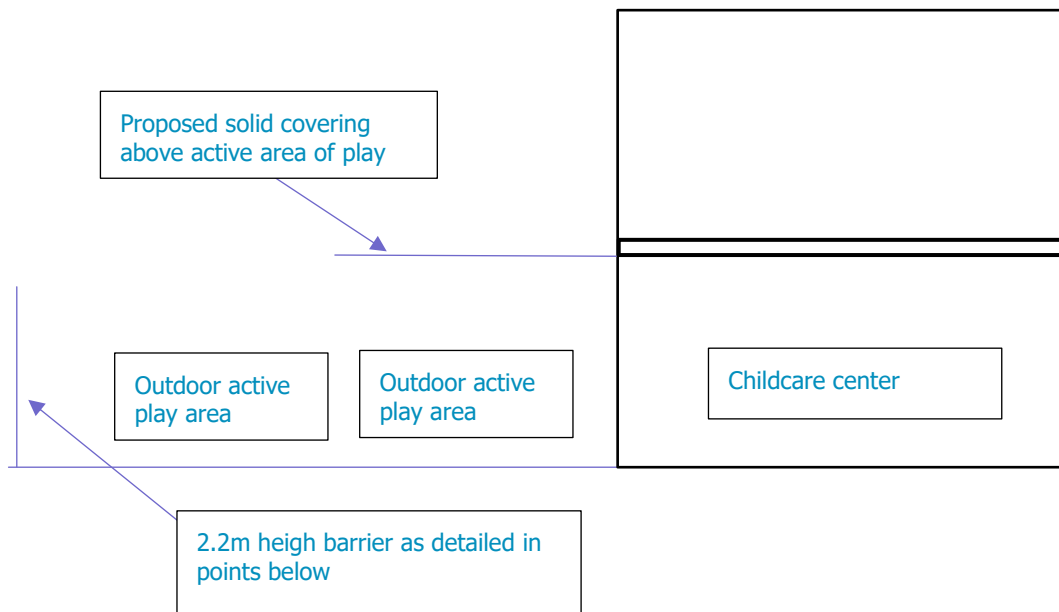 Proposed solid covering
above active area of play
Outdoor active
play area
Outdoor active
play area
Childcare center
2.2m heigh barrier as detailed in
points below